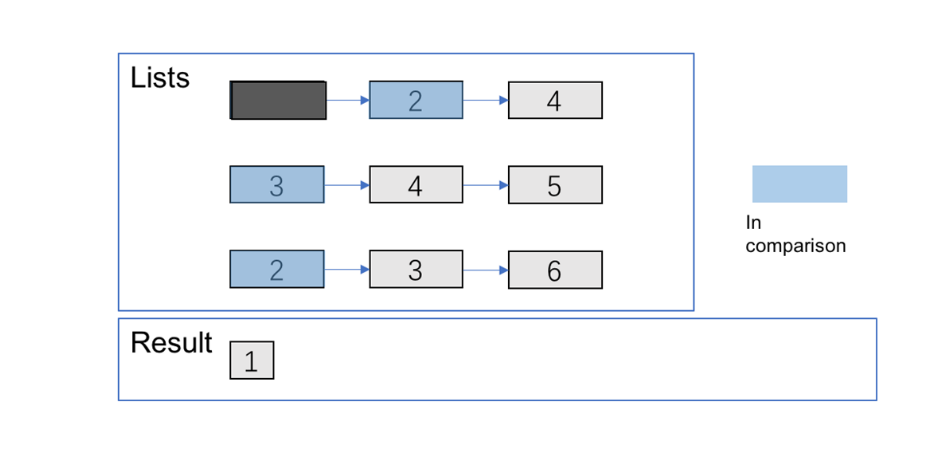 Lists
2 4
3 4 5
2 3 6
In
comparison
Result
1